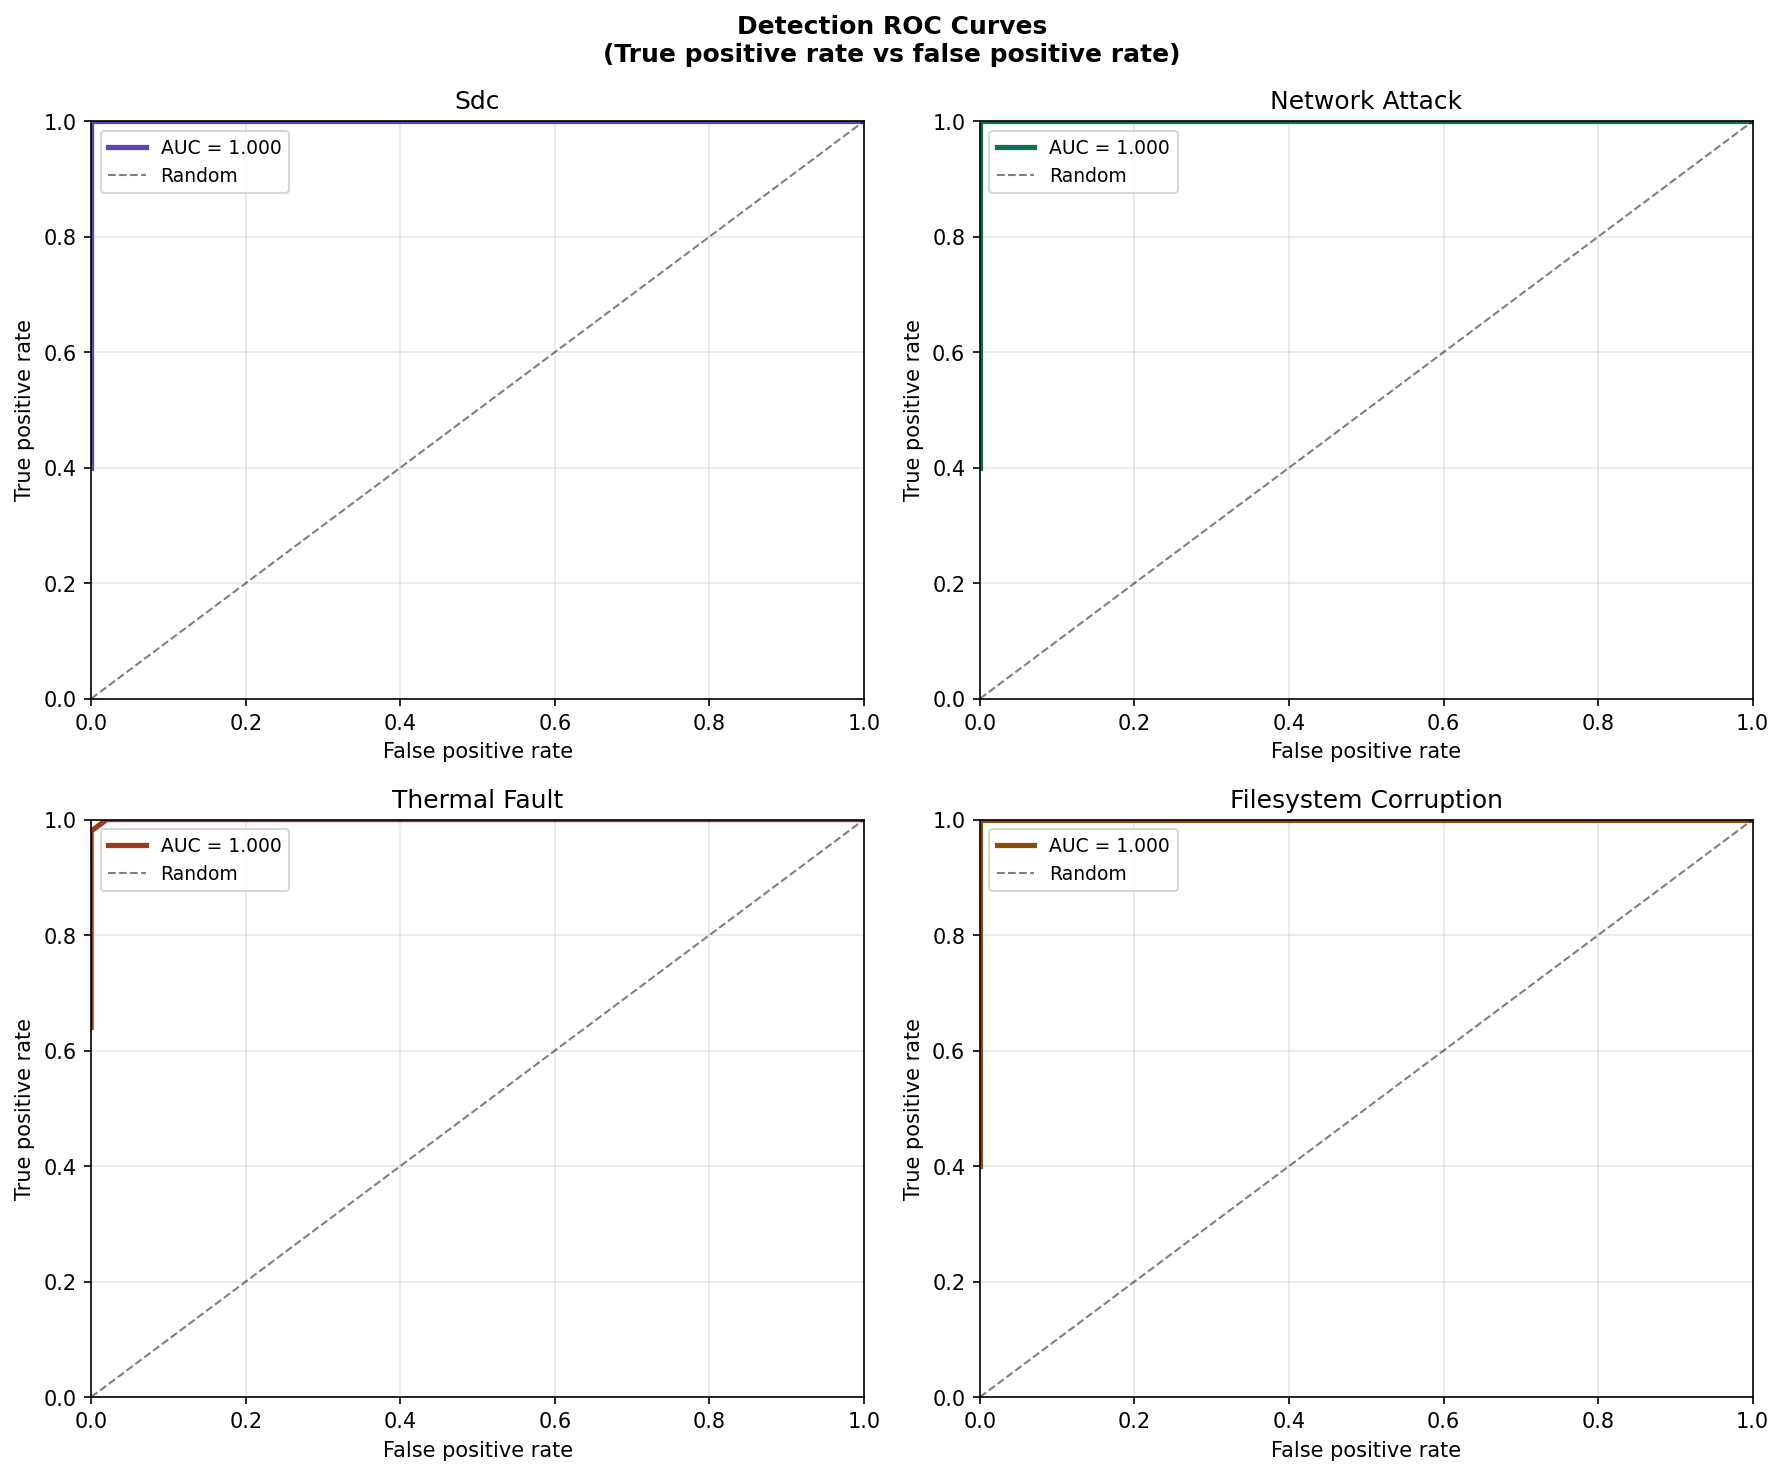 Detection ROC Curves
(True positive rate vs false positive rate)
Sdc
AUC = 1.000
Random
True positive rate
1.0
0.8
0.6
0.4
0.2
0.0
0.0 0.2 0.4 0.6 0.8 1.0
False positive rate
Network Attack
AUC = 1.000
Random
True positive rate
1.0
0.8
0.6
0.4
0.2
0.0
0.0 0.2 0.4 0.6 0.8 1.0
False positive rate
Thermal Fault
AUC = 1.000
Random
True positive rate
1.0
0.8
0.6
0.4
0.2
0.0
0.0 0.2 0.4 0.6 0.8 1.0
False positive rate
Filesystem Corruption
AUC = 1.000
Random
True positive rate
1.0
0.8
0.6
0.4
0.2
0.0
0.0 0.2 0.4 0.6 0.8 1.0
False positive rate